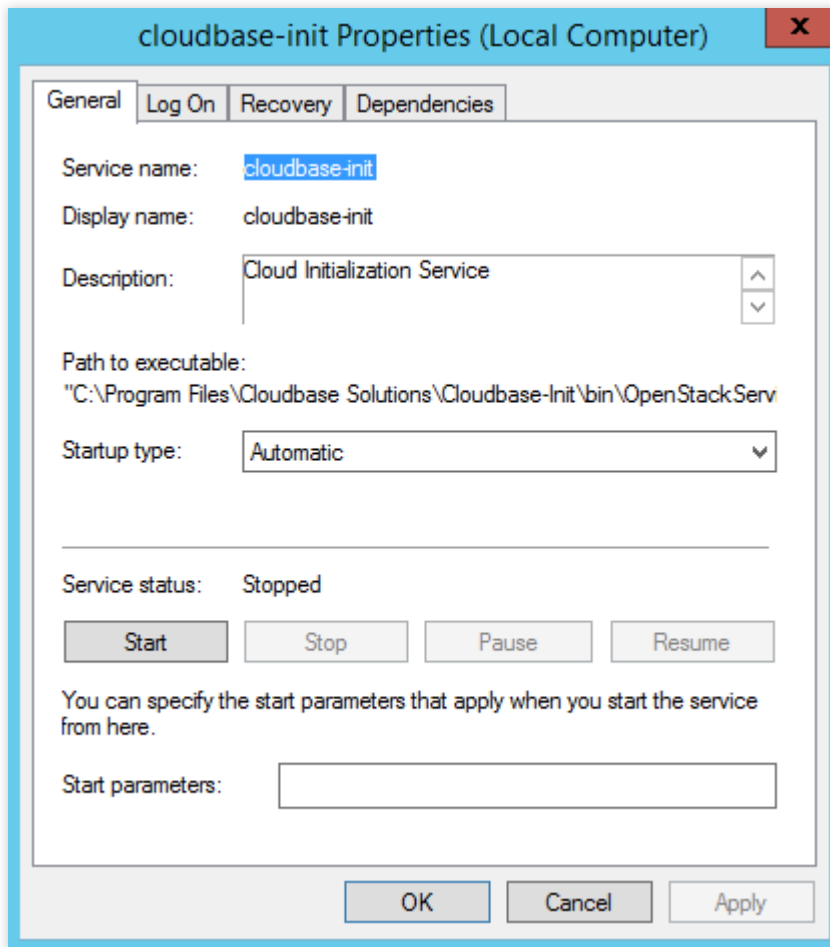 cloudbase-init Properties (Local Computer)
x
General Log On Recovery Dependencies
Service name: cloudbase-init
Display name: cloudbase-init
Description: Cloud Initialization Service
Path to executable:
"C:\Program Files\Cloudbase Solutions\Cloudbase-Init\bin\OpenStackServi
Startup type: Automatic
Service status: Stopped
Start Stop Pause Resume
You can specify the start parameters that apply when you start the service
from here.
Start parameters:
OK Cancel Apply